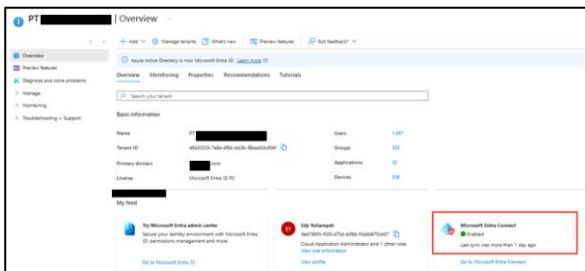 PT | Overview
Add
Manage tenants
What's new
Preview features
Got feedback?
Overview
Preview features
Diagnose and solve problems
Manage
Monitoring
Troubleshooting + Support
Azure Active Directory is now Microsoft Entra ID. Learn more
Overview Monitoring Properties Recommendations Tutorials
Search your tenant
Basic information
Name PT Users
Tenant ID Groups
Primary domain .com Applications
License Microsoft Entra ID P2 Devices
My feed
Try Microsoft Entra admin center
Secure your identity environment with Microsoft Entra
ID, permissions management and more.
Go to Microsoft Entra ID
Edy Yuliansyah
Cloud Application Administrator and 1 other roles
View role information
View profile
Microsoft Entra Connect
Enabled
Last sync was more than 1 day ago
Go to Microsoft Entra Connect